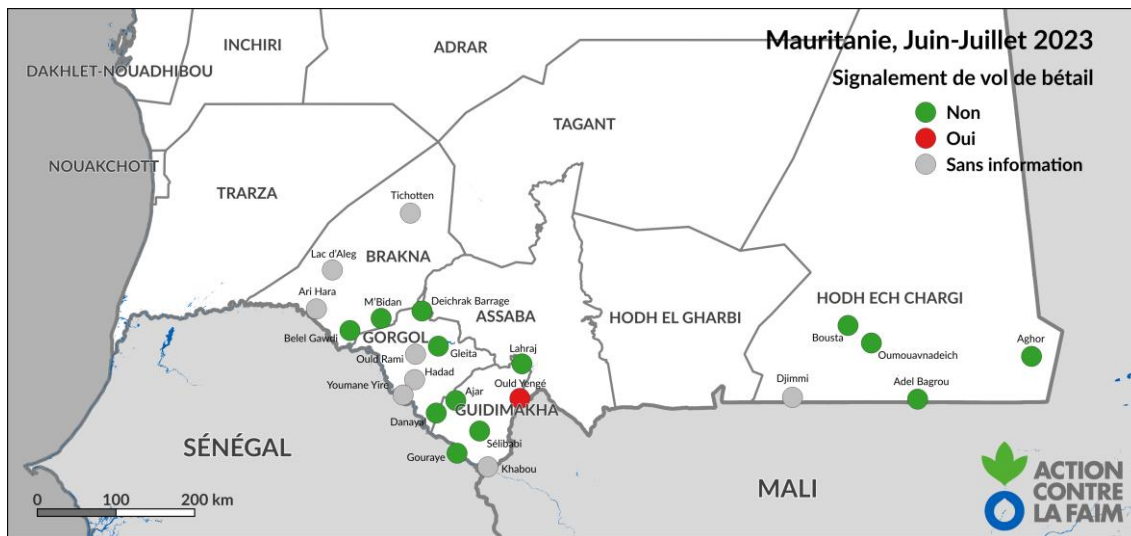 Mauritanie, Juin-Juillet 2023
Signalement de vol de bétail
Non
Oui
Sans information
INCHIRI
ADRAR
DAKHLET-NOUADHIBOU
TAGANT
NOUAKCHOTT
TRARZA
Tichotten
Lac d'Aleg
BRAKNA
Ari Hara
M'Bidan
Deichrak Barrage
HODH ECH CHARGI
ASSABA
HODH EL GHARBI
Belel Gawdi
GORGOL
Bousta
Aghor
Ould Rami
Gleita
Oumouavnadeich
Lahraj
Hadad
Youmane Yiré
Ould Yengé
Djimmi
Adel Bagrou
Ajar
GUIDIMAKHA
Danaya
Sélibabi
SÉNÉGAL
Gouraye
Khabou
MALI
0 100 200 km
ACTION
CONTRE
LA FAIM